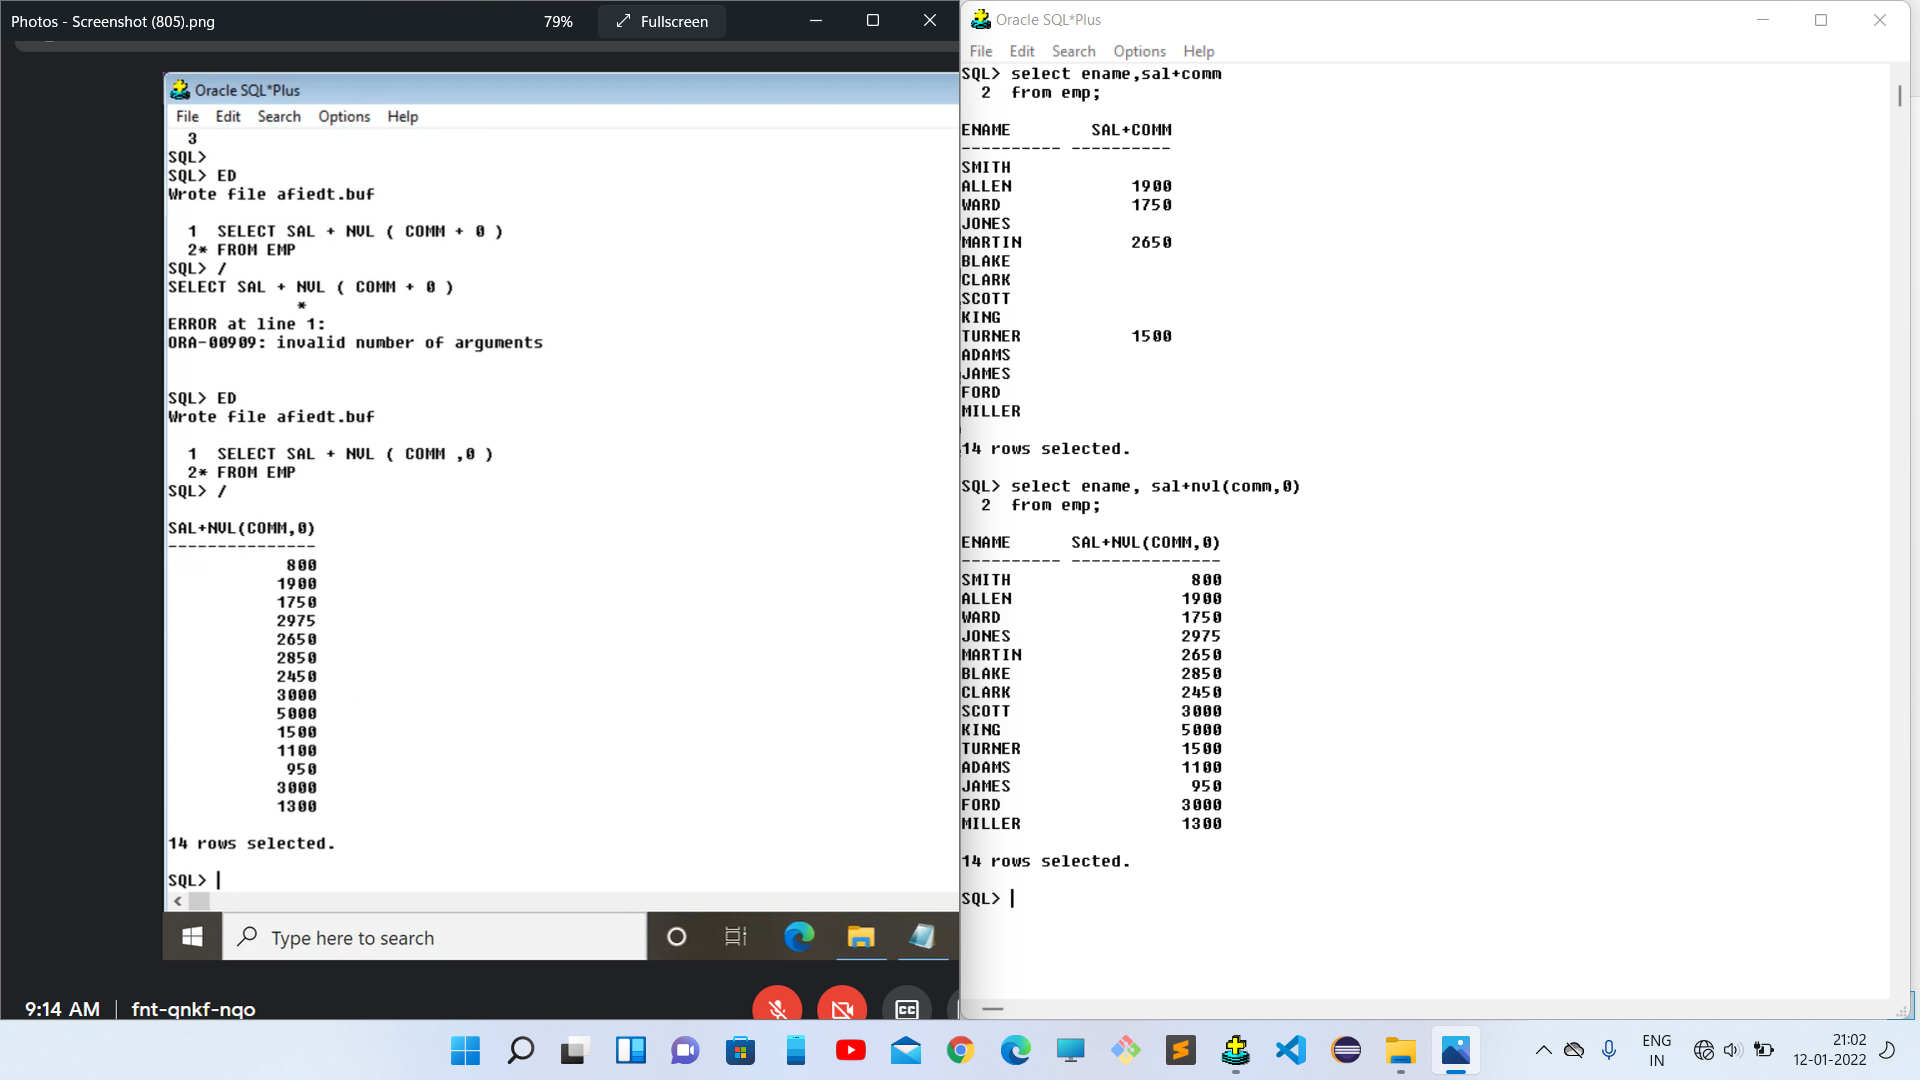 Photos - Screenshot (805).png
79%
Fullscreen
Oracle SQL*Plus
File Edit Search Options Help
3
SQL>
SQL> ED
Wrote file afiedt.buf
1 SELECT SAL + NVL ( COMM + 0 )
2* FROM EMP
SQL> /
SELECT SAL + NVL ( COMM + 0 )
*
ERROR at line 1:
ORA-00909: invalid number of arguments
SQL> ED
Wrote file afiedt.buf
1 SELECT SAL + NVL ( COMM ,0 )
2* FROM EMP
SQL> /
SAL+NVL(COMM,0)
---------------
800
1900
1750
2975
2650
2850
2450
3000
5000
1500
1100
950
3000
1300
14 rows selected.
SQL>
Type here to search
9:14 AM | fnt-qnkf-nqo
Oracle SQL*Plus
File Edit Search Options Help
SQL> select ename,sal+comm
2 from emp;
ENAME SAL+COMM
---------- ----------
SMITH
ALLEN 1900
WARD 1750
JONES
MARTIN 2650
BLAKE
CLARK
SCOTT
KING
TURNER 1500
ADAMS
JAMES
FORD
MILLER
14 rows selected.
SQL> select ename, sal+nvl(comm,0)
2 from emp;
ENAME SAL+NVL(COMM,0)
---------- ---------------
SMITH 800
ALLEN 1900
WARD 1750
JONES 2975
MARTIN 2650
BLAKE 2850
CLARK 2450
SCOTT 3000
KING 5000
TURNER 1500
ADAMS 1100
JAMES 950
FORD 3000
MILLER 1300
14 rows selected.
SQL>
ENG
IN
21:02
12-01-2022